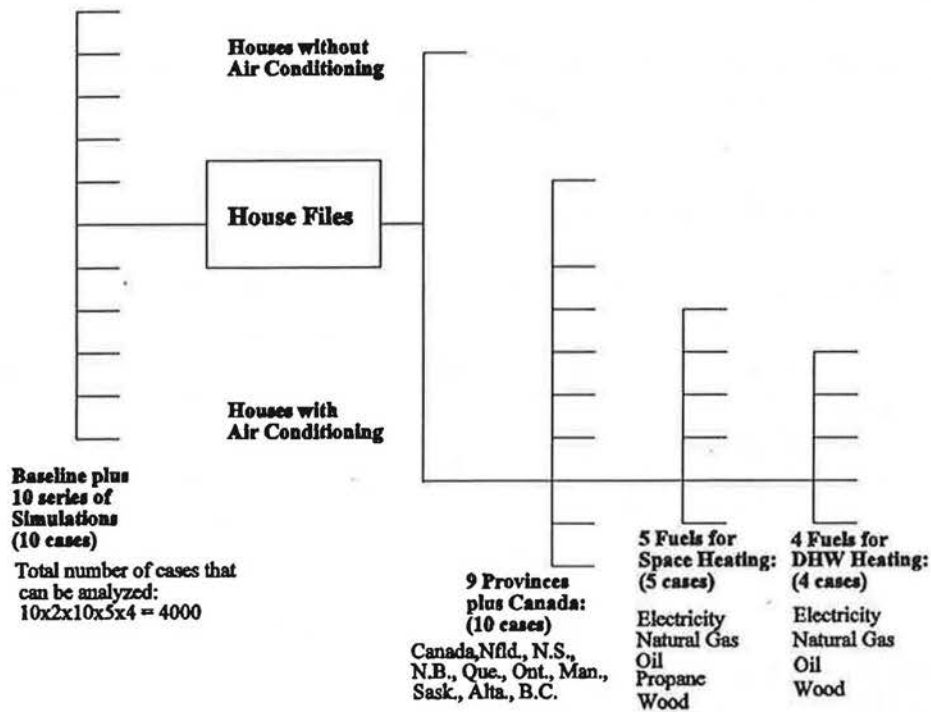 Houses without
Air Conditioning
House Files
Houses with
Air Conditioning
Baseline plus
10 series of
Simulations
(10 cases)
Total number of cases that
can be analyzed:
10x2x10x5x4 = 4000
9 Provinces
plus Canada:
(10 cases)
Canada,Nfld., N.S.,
N.B., Que., Ont., Man.,
Sask., Alta., B.C.
5 Fuels for
Space Heating:
(5 cases)
Electricity
Natural Gas
Oil
Propane
Wood
4 Fuels for
DHW Heating:
(4 cases)
Electricity
Natural Gas
Oil
Wood